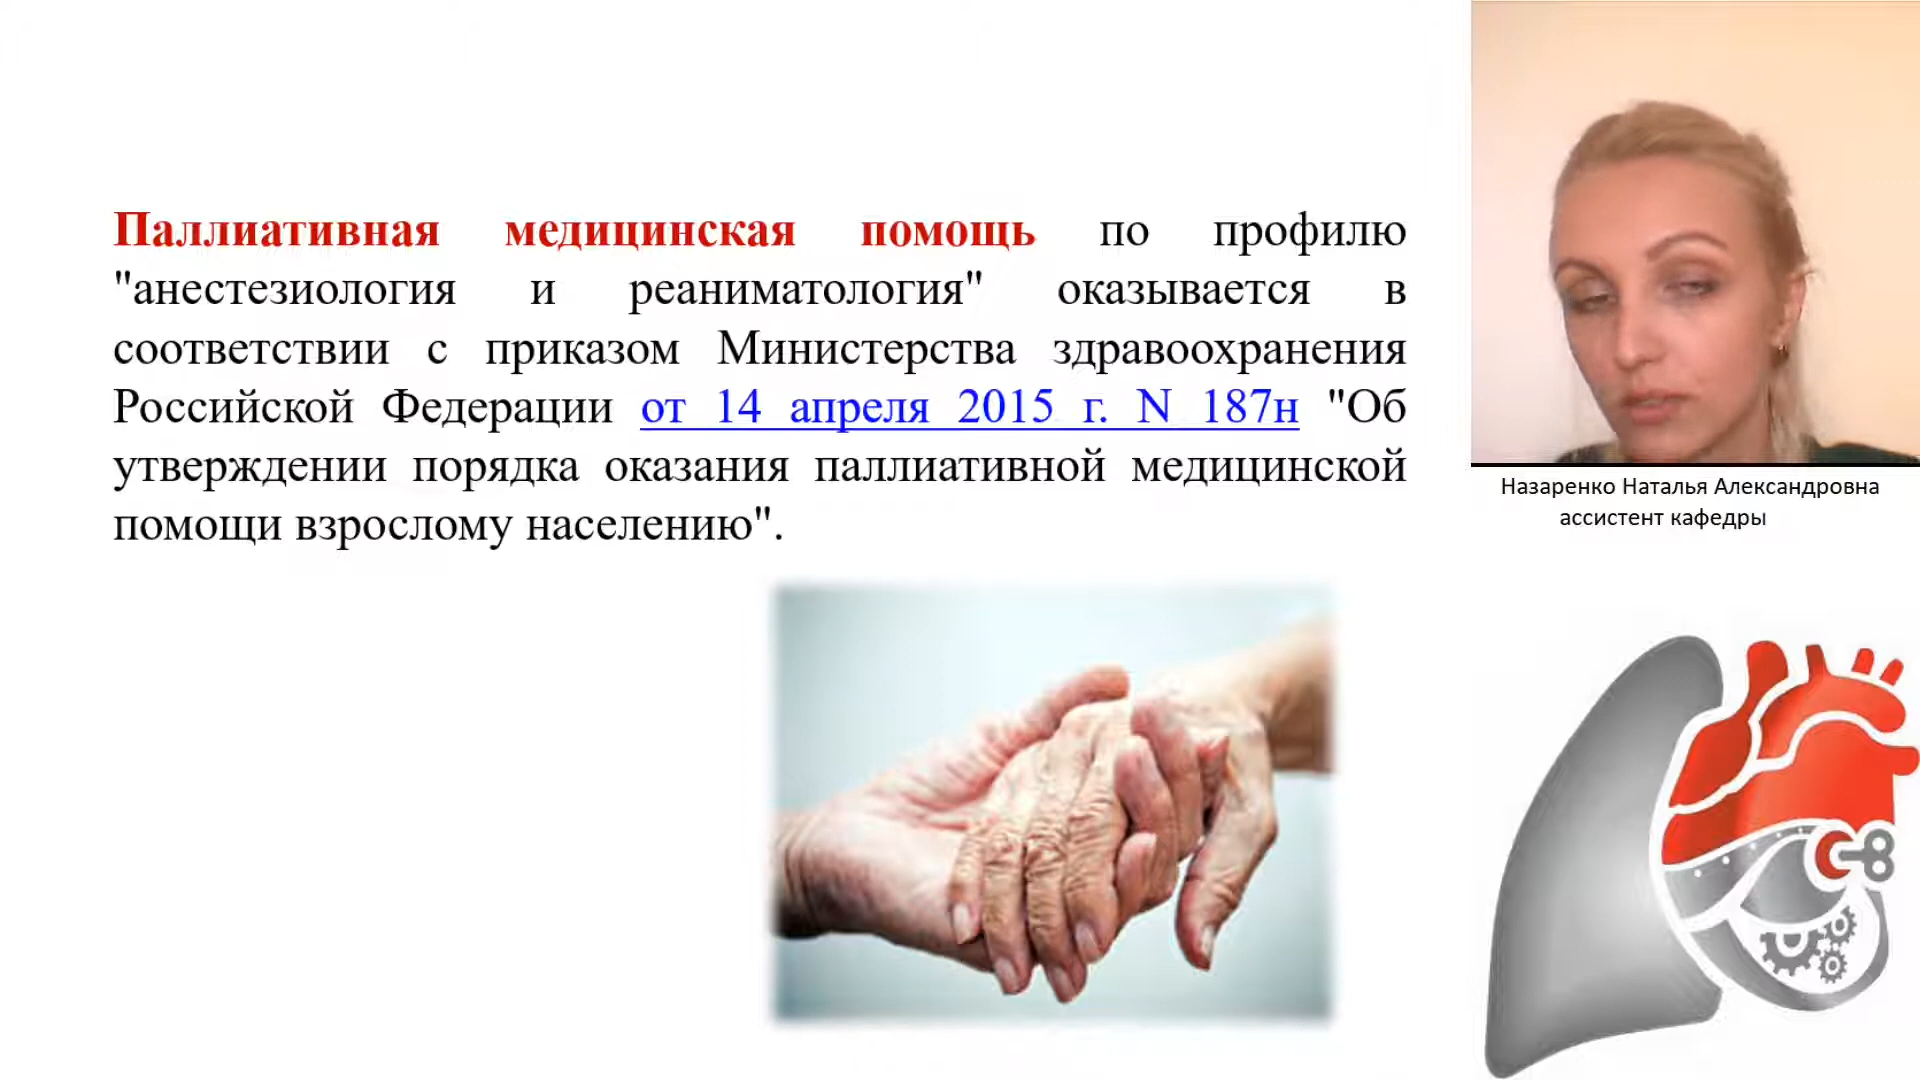 Паллиативная медицинская помощь по профилю
"анестезиология и реаниматология" оказывается в
соответствии с приказом Министерства здравоохранения
Российской Федерации от 14 апреля 2015 г. N 187н "Об
утверждении порядка оказания паллиативной медицинской
помощи взрослому населению".
Назаренко Наталья Александровна
ассистент кафедры